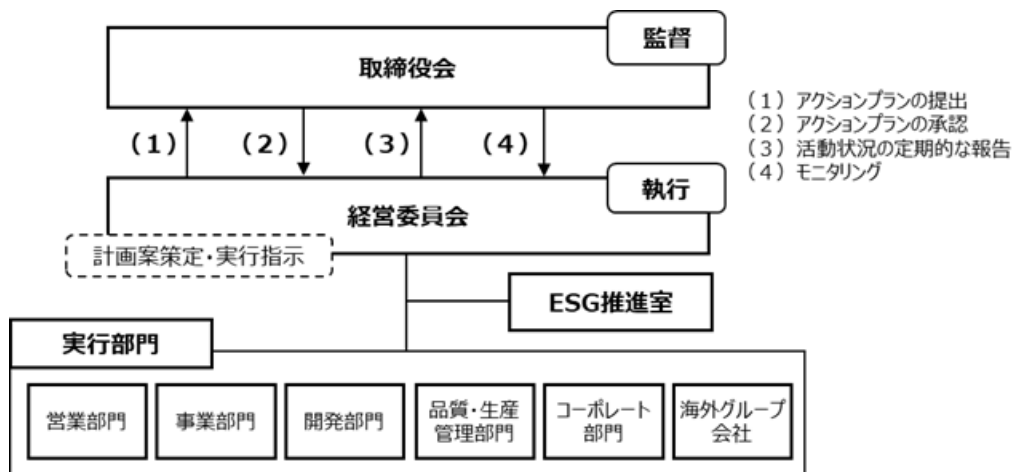 監督
取締役会
(1)
(2)
(3)
(4)
(1)アクションプランの提出
(2)アクションプランの承認
(3)活動状況の定期的な報告
(4)モニタリング
執行
経営委員会
計画案策定・実行指示
ESG推進室
実行部門
営業部門
事業部門
開発部門
品質・生産
管理部門
コーポレート
部門
海外グループ
会社